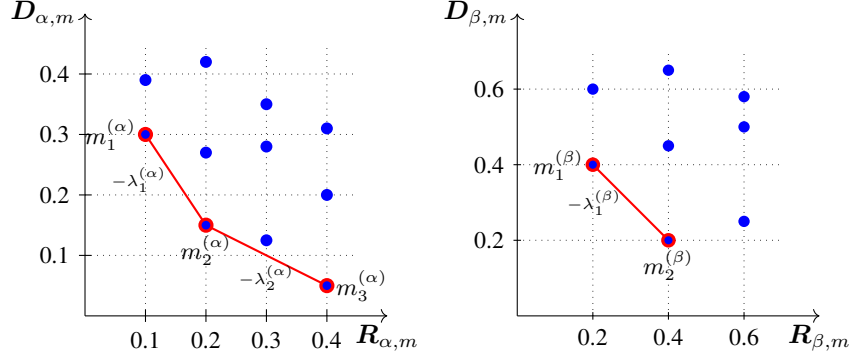 D_{α,m}
0.4
0.3
0.2
0.1
m_1^{(α)}
−λ_1^{(α)}
m_2^{(α)}
−λ_2^{(α)}
m_3^{(α)}
0.1 0.2 0.3 0.4 R_{α,m}
D_{β,m}
0.6
0.4
0.2
m_1^{(β)}
−λ_1^{(β)}
m_2^{(β)}
0.2 0.4 0.6 R_{β,m}